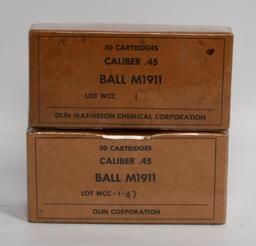 50 CARTRIDGES
CALIBER .45
BALL M1911
LOT WCC
OLIN MATHIESON CHEMICAL CORPORATION
50 CARTRIDGES
CALIBER .45
BALL M1911
LOT WCC -1-47
OLIN CORPORATION